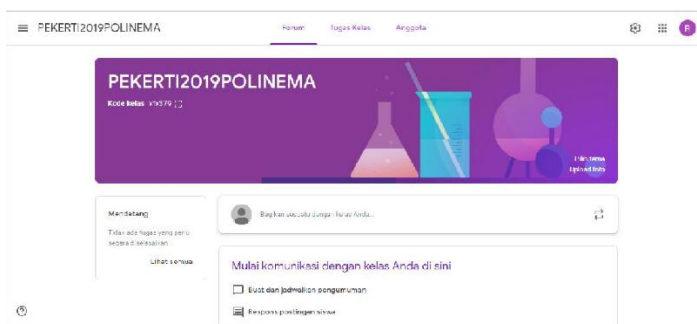 PEKERTI2019POLINEMA
Forum Tugas Kelas Anggota
R
PEKERTI2019POLINEMA
Kode kelas
Pilih tema
Upload foto
Mendatang
Tidak ada tugas yang perlu
segera diselesaikan
Lihat semua
Bagikan sesuatu dengan kelas Anda...
Mulai komunikasi dengan kelas Anda di sini
Buat dan jadwalkan pengumuman
Respons postingan siswa